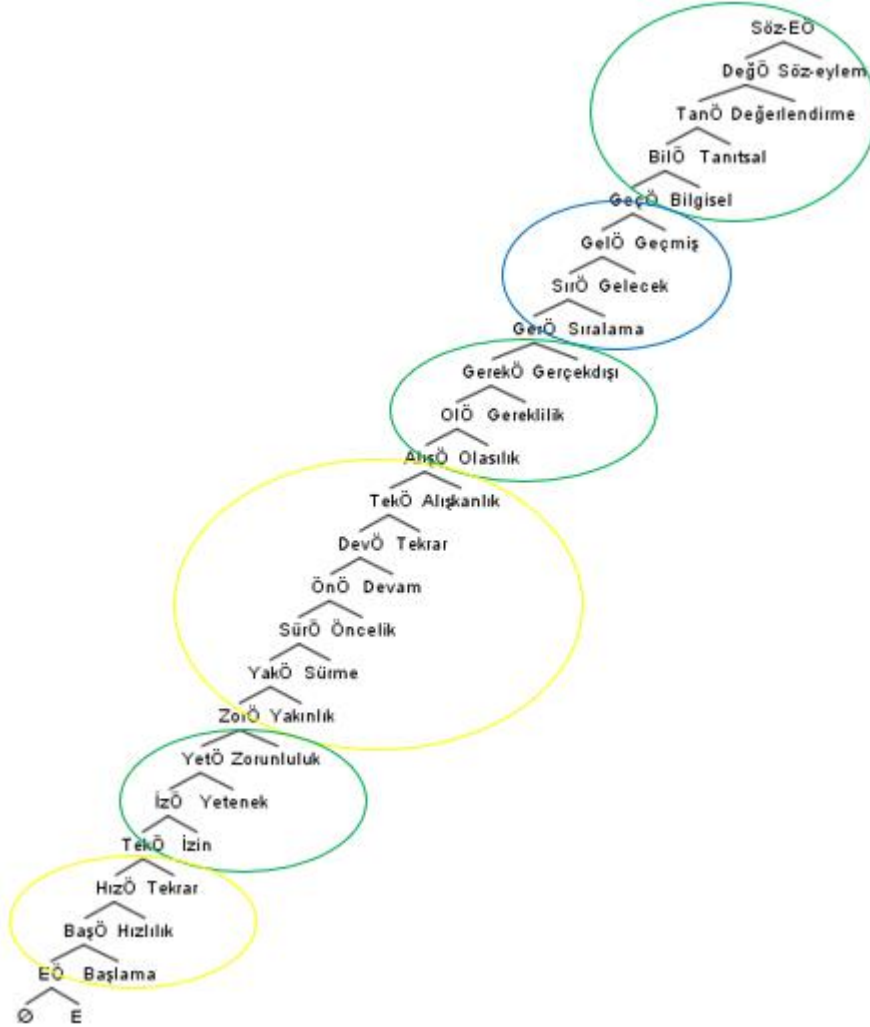 Söz-EÖ
DeğÖ Söz-eylem
TanÖ Değerlendirme
BilÖ Tanıtsal
GeçÖ Bilgisel
GelÖ Geçmiş
SırÖ Gelecek
GerÖ Sıralama
GerekÖ Gerçekdışı
OlÖ Gereklilik
AlışÖ Olasılık
TekÖ Alışkanlık
DevÖ Tekrar
ÖnÖ Devam
SürÖ Öncelik
YakÖ Sürme
ZorÖ Yakınlık
YetÖ Zorunluluk
İzÖ Yetenek
TekÖ İzin
HızÖ Tekrar
BaşÖ Hızlılık
EÖ Başlama
Ø E